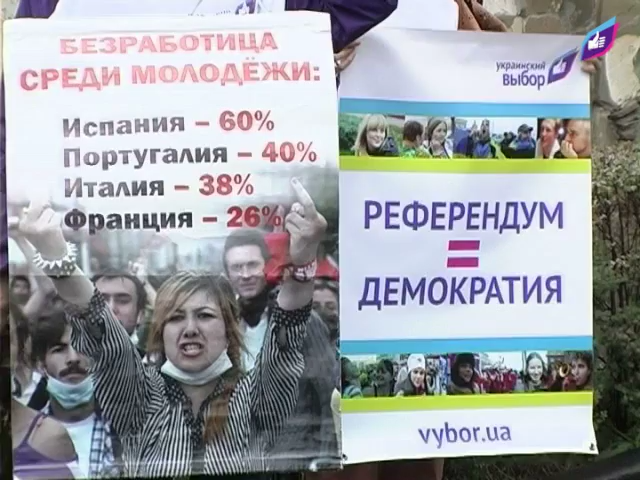 БЕЗРАБОТИЦА
СРЕДИ МОЛОДЁЖИ:
Испания – 60%
Португалия – 40%
Италия – 38%
Франция – 26%
украинский
выбор
РЕФЕРЕНДУМ
=
ДЕМОКРАТИЯ
vybor.ua